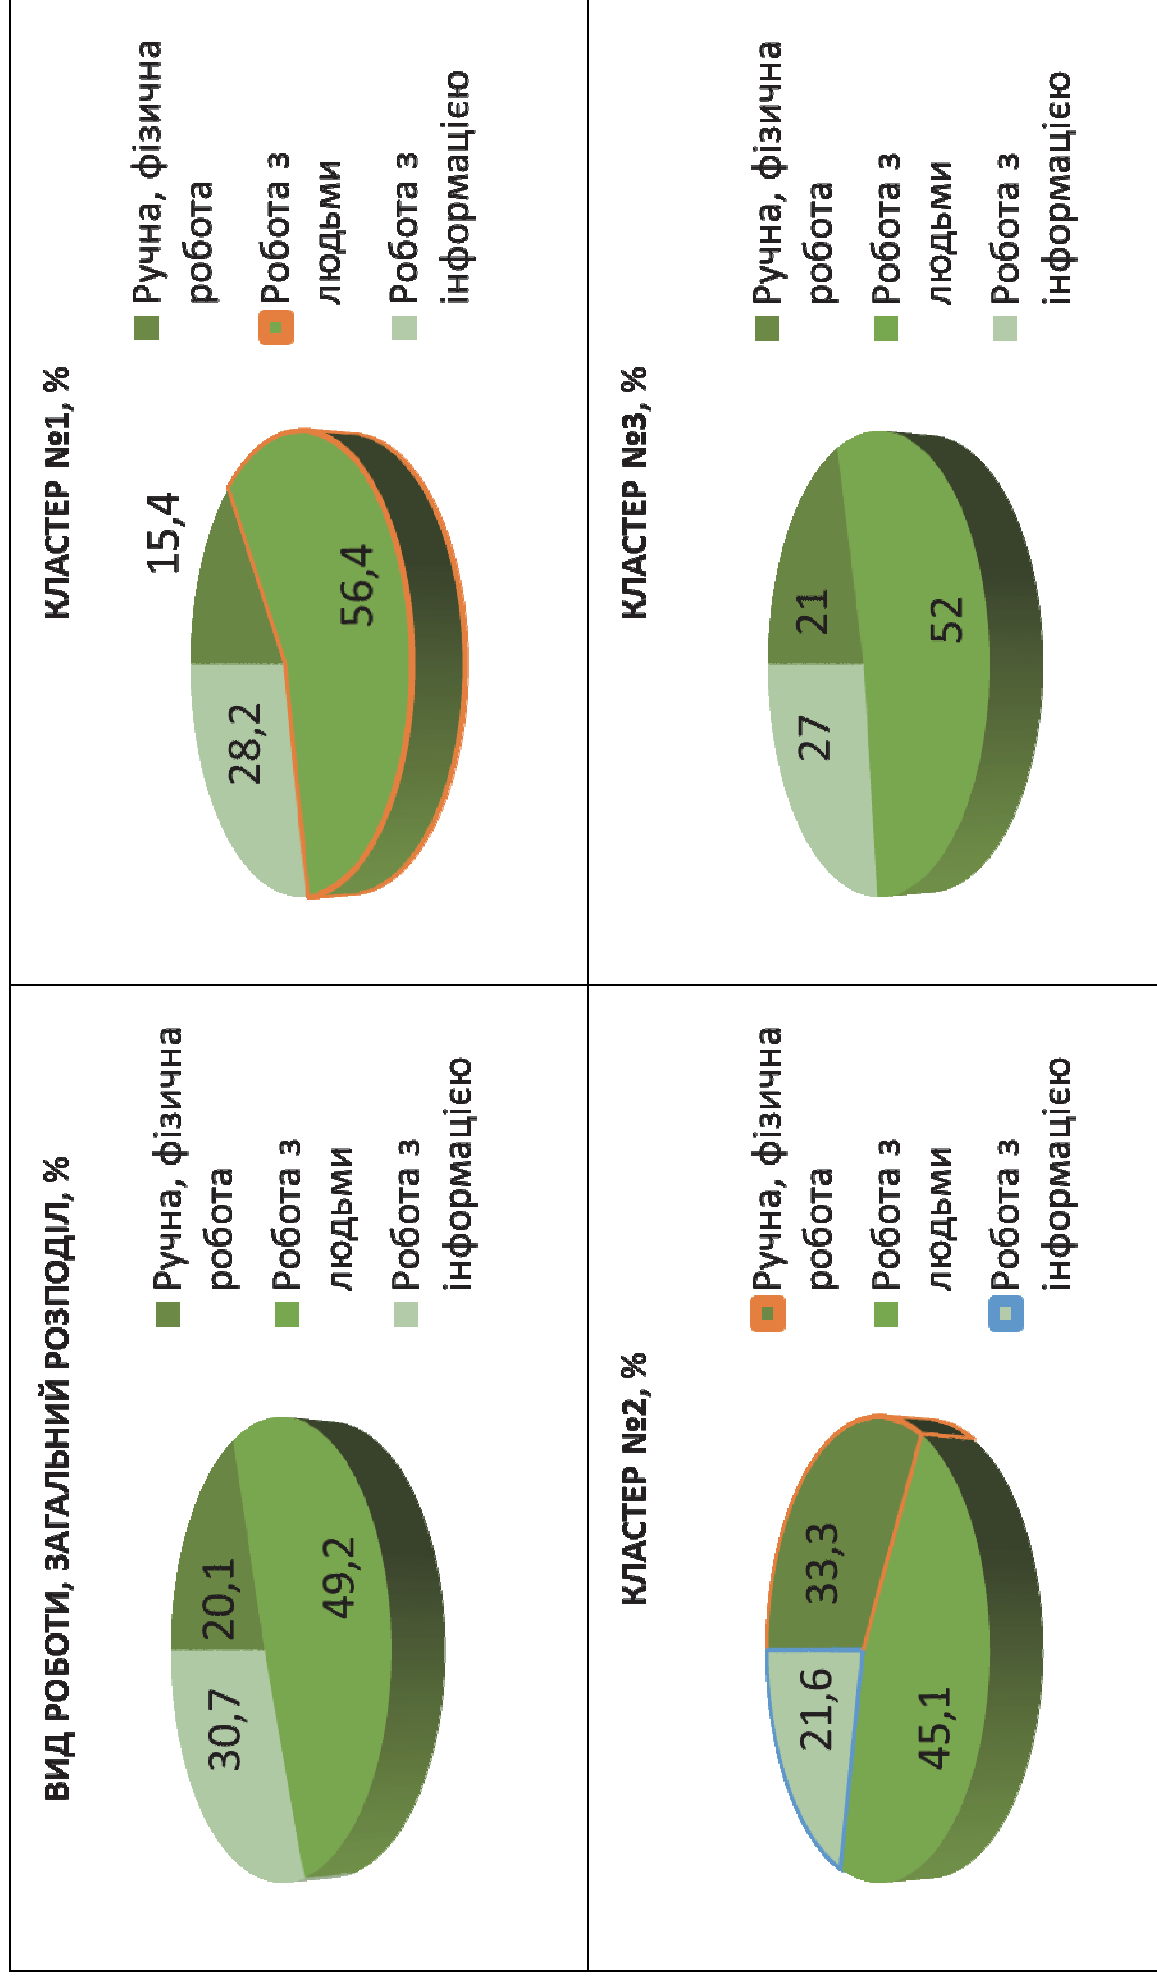 ВИД РОБОТИ, ЗАГАЛЬНИЙ РОЗПОДІЛ, %
30,7
20,1
49,2
Ручна, фізична
робота
Робота з
людьми
Робота з
інформацією
КЛАСТЕР №1, %
15,4
28,2
56,4
Ручна, фізична
робота
Робота з
людьми
Робота з
інформацією
КЛАСТЕР №2, %
21,6
33,3
45,1
Ручна, фізична
робота
Робота з
людьми
Робота з
інформацією
КЛАСТЕР №3, %
27
21
52
Ручна, фізична
робота
Робота з
людьми
Робота з
інформацією